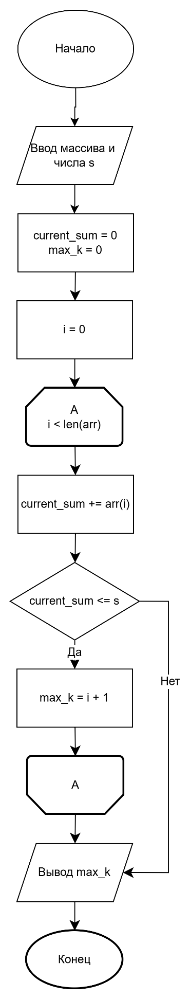 Начало
Ввод массива и
числа s
current_sum = 0
max_k = 0
i = 0
A
i < len(arr)
current_sum += arr(i)
current_sum <= s
Да
Нет
max_k = i + 1
A
Вывод max_k
Конец